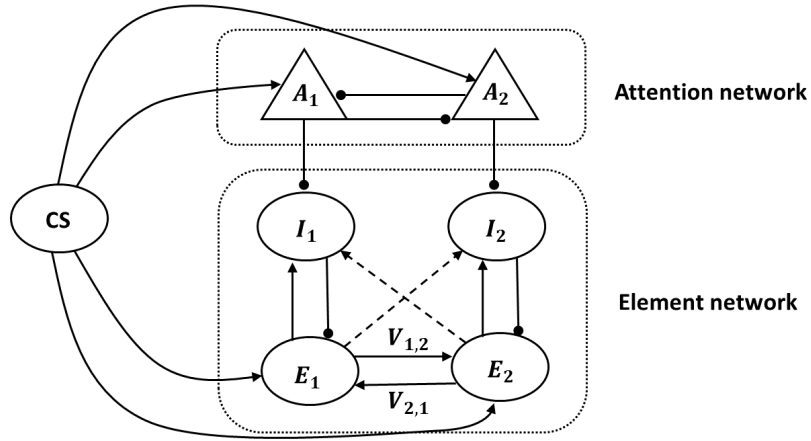 A₁ A₂ Attention network
CS
I₁ I₂
Element network
V₁,₂
E₁ E₂
V₂,₁